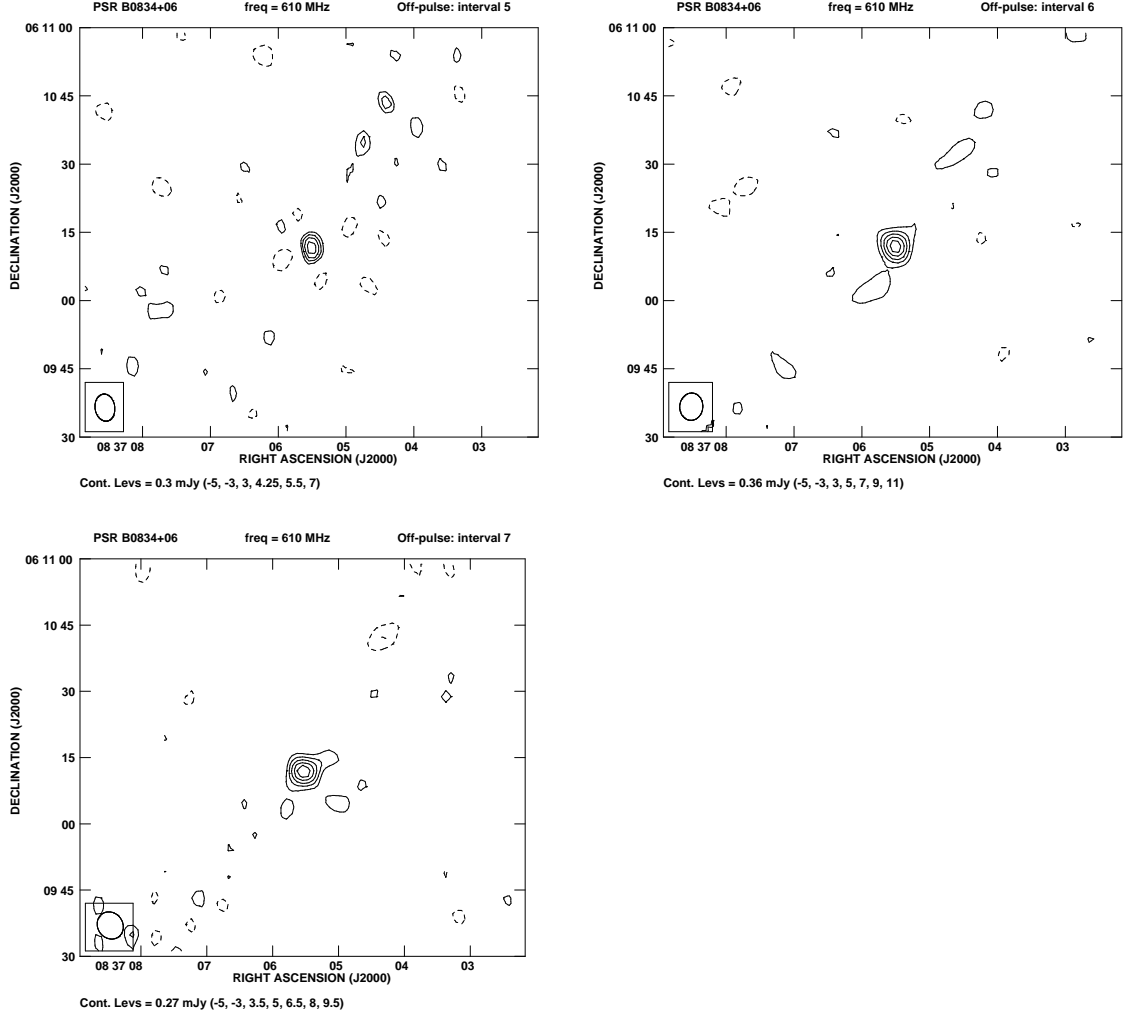 PSR B0834+06 freq = 610 MHz Off-pulse: interval 5
06 11 00
10 45
30
15
00
09 45
30
DECLINATION (J2000)
08 37 08 07 06 05 04 03
RIGHT ASCENSION (J2000)
Cont. Levs = 0.3 mJy (-5, -3, 3, 4.25, 5.5, 7)
PSR B0834+06 freq = 610 MHz Off-pulse: interval 6
06 11 00
10 45
30
15
00
09 45
30
DECLINATION (J2000)
08 37 08 07 06 05 04 03
RIGHT ASCENSION (J2000)
Cont. Levs = 0.36 mJy (-5, -3, 3, 5, 7, 9, 11)
PSR B0834+06 freq = 610 MHz Off-pulse: interval 7
06 11 00
10 45
30
15
00
09 45
30
DECLINATION (J2000)
08 37 08 07 06 05 04 03
RIGHT ASCENSION (J2000)
Cont. Levs = 0.27 mJy (-5, -3, 3.5, 5, 6.5, 8, 9.5)